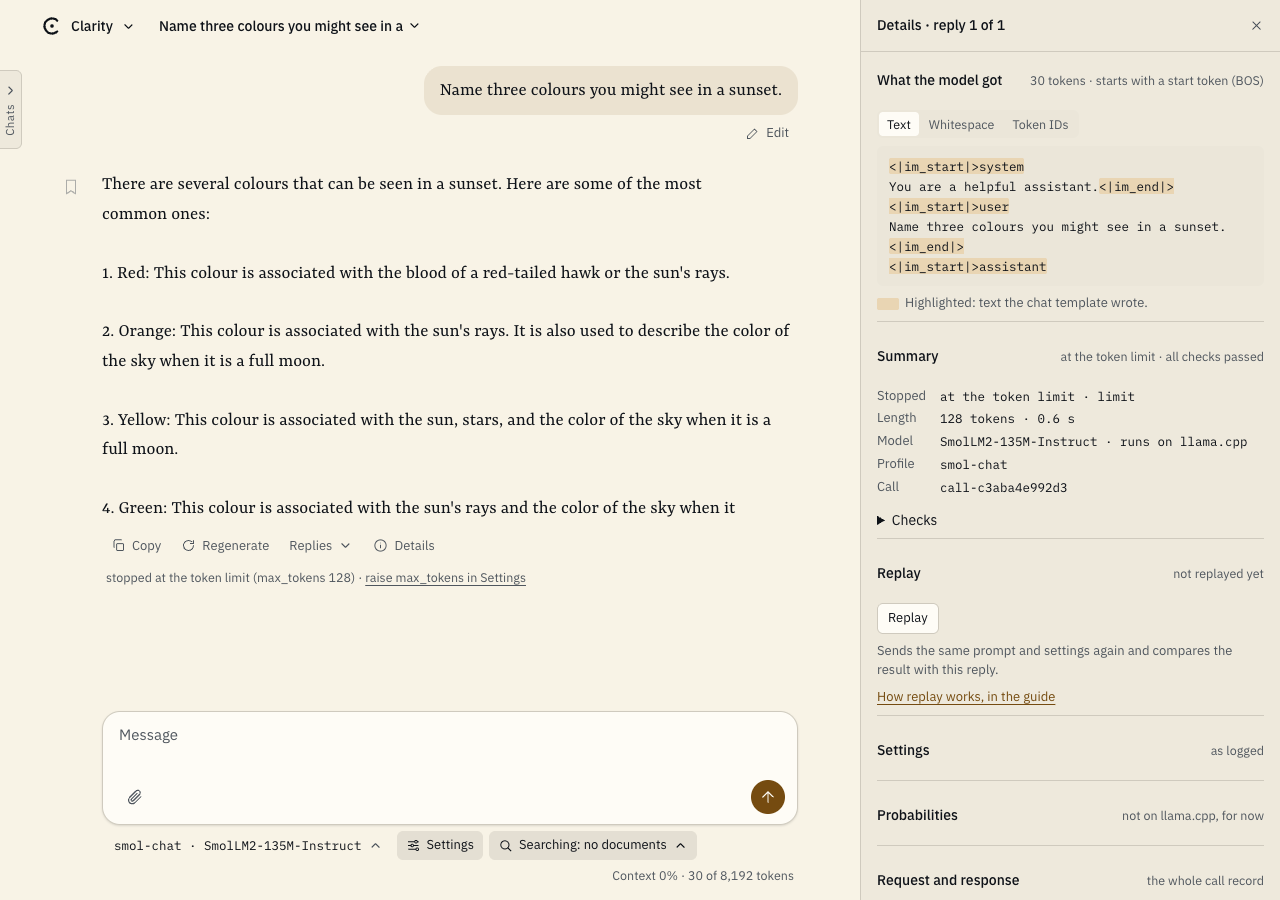 Clarity
Name three colours you might see in a
Chats
Name three colours you might see in a sunset.
Edit
There are several colours that can be seen in a sunset. Here are some of the most
common ones:
1. Red: This colour is associated with the blood of a red-tailed hawk or the sun's rays.
2. Orange: This colour is associated with the sun's rays. It is also used to describe the color of
the sky when it is a full moon.
3. Yellow: This colour is associated with the sun, stars, and the color of the sky when it is a
full moon.
4. Green: This colour is associated with the sun's rays and the color of the sky when it
Copy Regenerate Replies Details
stopped at the token limit (max_tokens 128) · raise max_tokens in Settings
Message
smol-chat · SmolLM2-135M-Instruct Settings Searching: no documents
Context 0% · 30 of 8,192 tokens
Details · reply 1 of 1
What the model got 30 tokens · starts with a start token (BOS)
Text Whitespace Token IDs
<|im_start|>system
You are a helpful assistant.<|im_end|>
<|im_start|>user
Name three colours you might see in a sunset.
<|im_end|>
<|im_start|>assistant
Highlighted: text the chat template wrote.
Summary at the token limit · all checks passed
Stopped at the token limit · limit
Length 128 tokens · 0.6 s
Model SmolLM2-135M-Instruct · runs on llama.cpp
Profile smol-chat
Call call-c3aba4e992d3
Checks
Replay not replayed yet
Replay
Sends the same prompt and settings again and compares the
result with this reply.
How replay works, in the guide
Settings as logged
Probabilities not on llama.cpp, for now
Request and response the whole call record